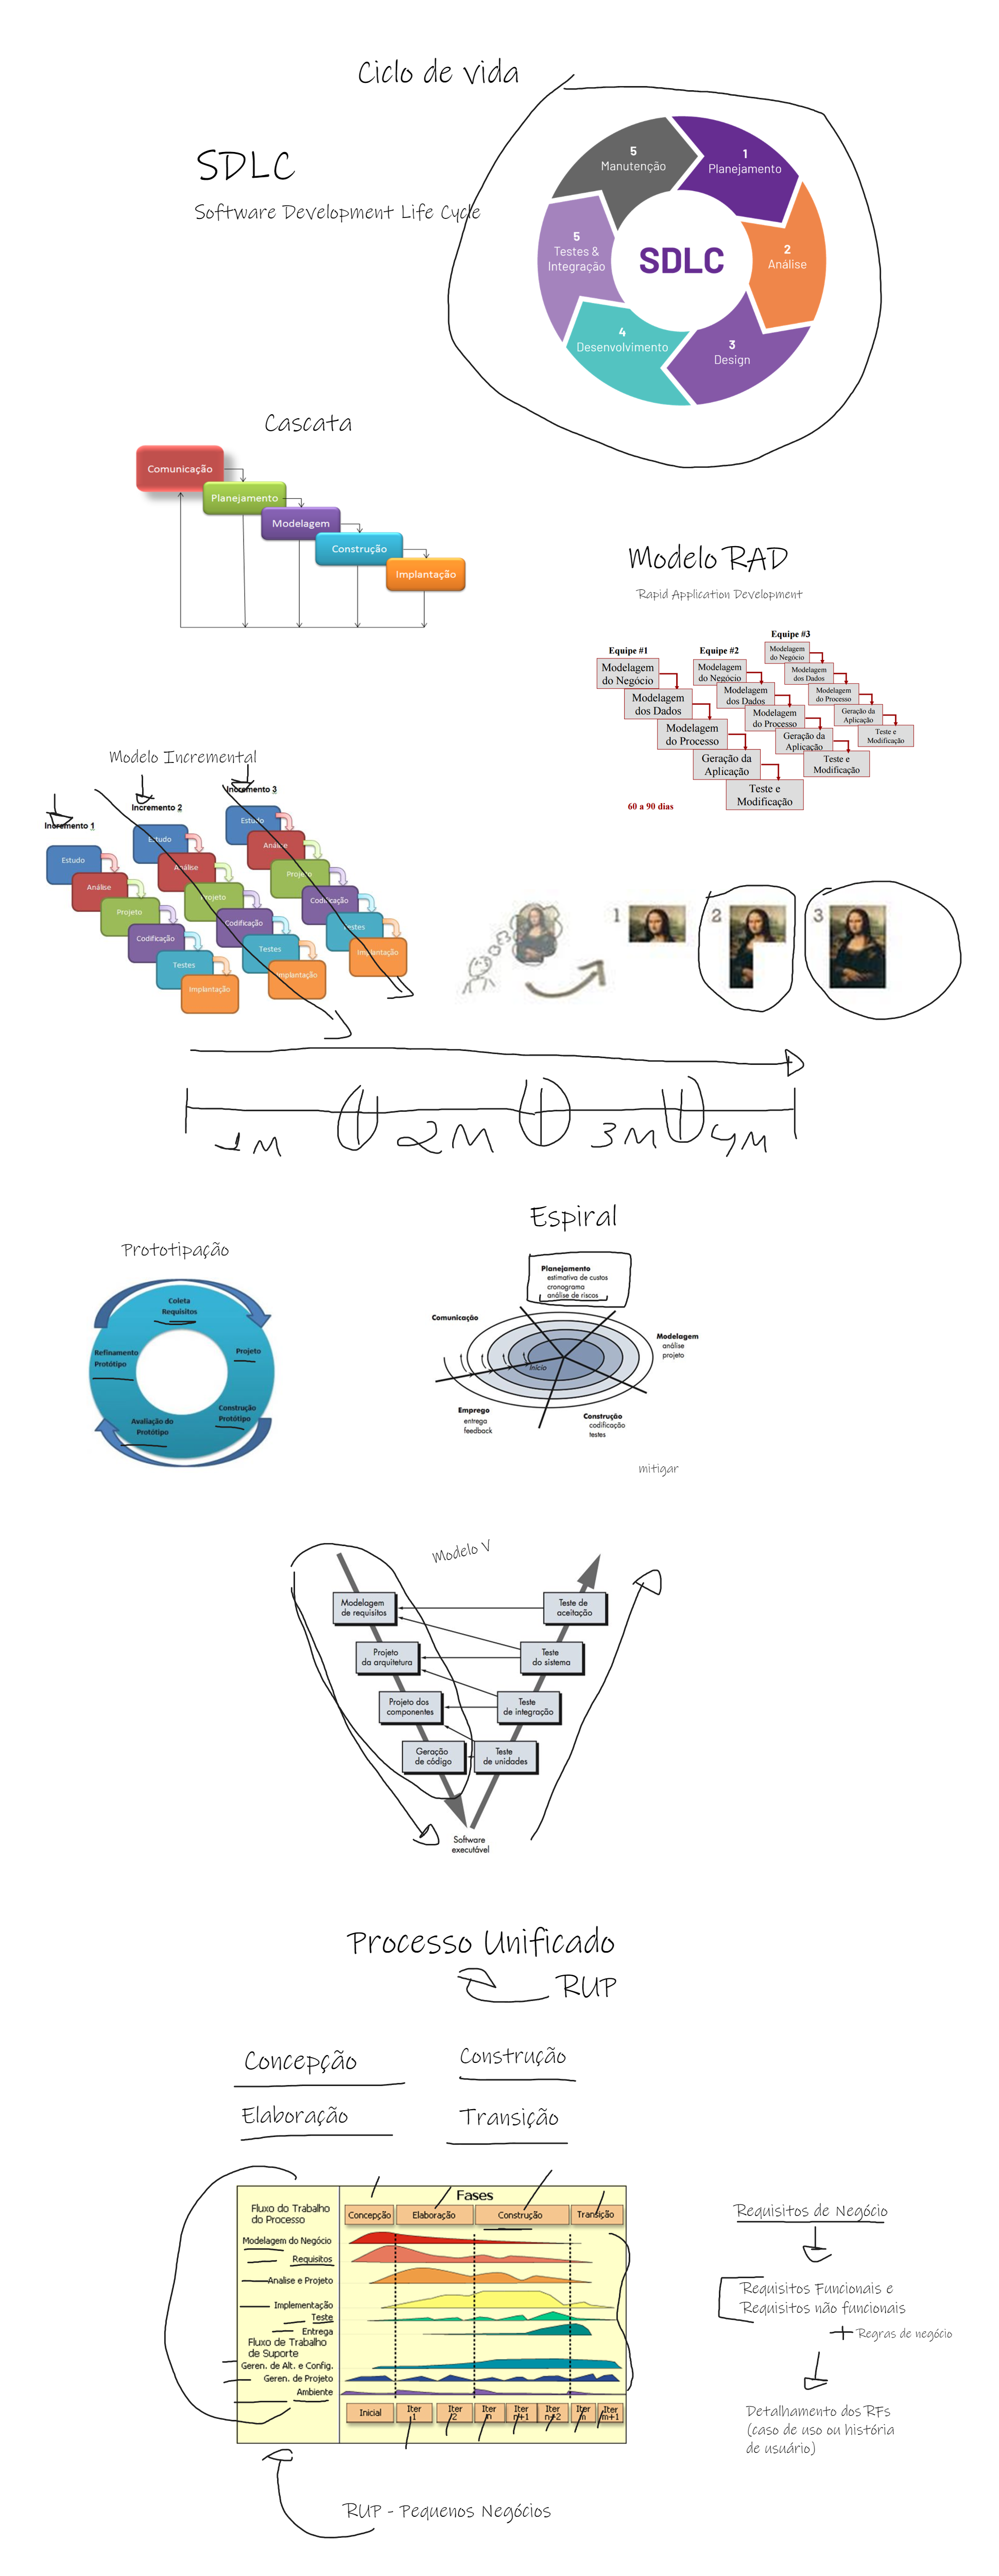 Ciclo de vida
SDLC
Software Development Life Cycle
5
Manutenção
1
Planejamento
2
Análise
3
Design
4
Desenvolvimento
5
Testes &
Integração
SDLC
Cascata
Comunicação
Planejamento
Modelagem
Construção
Implantação
Modelo RAD
Rapid Application Development
Equipe #1
Modelagem
do Negócio
Modelagem
dos Dados
Modelagem
do Processo
Geração da
Aplicação
Teste e
Modificação
Equipe #2
Modelagem
do Negócio
Modelagem
dos Dados
Modelagem
do Processo
Geração da
Aplicação
Teste e
Modificação
Equipe #3
Modelagem
do Negócio
Modelagem
dos Dados
Modelagem
do Processo
Geração da
Aplicação
Teste e
Modificação
60 a 90 dias
Modelo Incremental
Incremento 1
Estudo
Análise
Projeto
Codificação
Testes
Implantação
Incremento 2
Estudo
Análise
Projeto
Codificação
Testes
Implantação
Incremento 3
Estudo
Análise
Projeto
Codificação
Testes
Implantação
1
2
3
1M
2M
3M
4M
Prototipação
Coleta
Requisitos
Projeto
Construção
Protótipo
Avaliação do
Protótipo
Refinamento
Protótipo
Espiral
Planejamento
estimativa de custos
cronograma
análise de riscos
Comunicação
Modelagem
análise
projeto
Início
Emprego
entrega
feedback
Construção
codificação
testes
mitigar
Modelo V
Modelagem
de requisitos
Teste de
aceitação
Projeto
da arquitetura
Teste
do sistema
Projeto dos
componentes
Teste
de integração
Geração
de código
Teste
de unidades
Software
executável
Processo Unificado
RUP
Concepção
Construção
Elaboração
Transição
Fases
Fluxo do Trabalho
do Processo
Concepção
Elaboração
Construção
Transição
Modelagem do Negócio
Requisitos
Analise e Projeto
Implementação
Teste
Entrega
Fluxo de Trabalho
de Suporte
Geren. de Alt. e Config.
Geren. de Projeto
Ambiente
Inicial
Iter
1
Iter
2
Iter
n
Iter
n+1
Iter
n+2
Iter
m
Iter
m+1
Requisitos de Negócio
Requisitos Funcionais e
Requisitos não funcionais
+ Regras de negócio
Detalhamento dos RFs
(caso de uso ou história
de usuário)
RUP - Pequenos Negócios